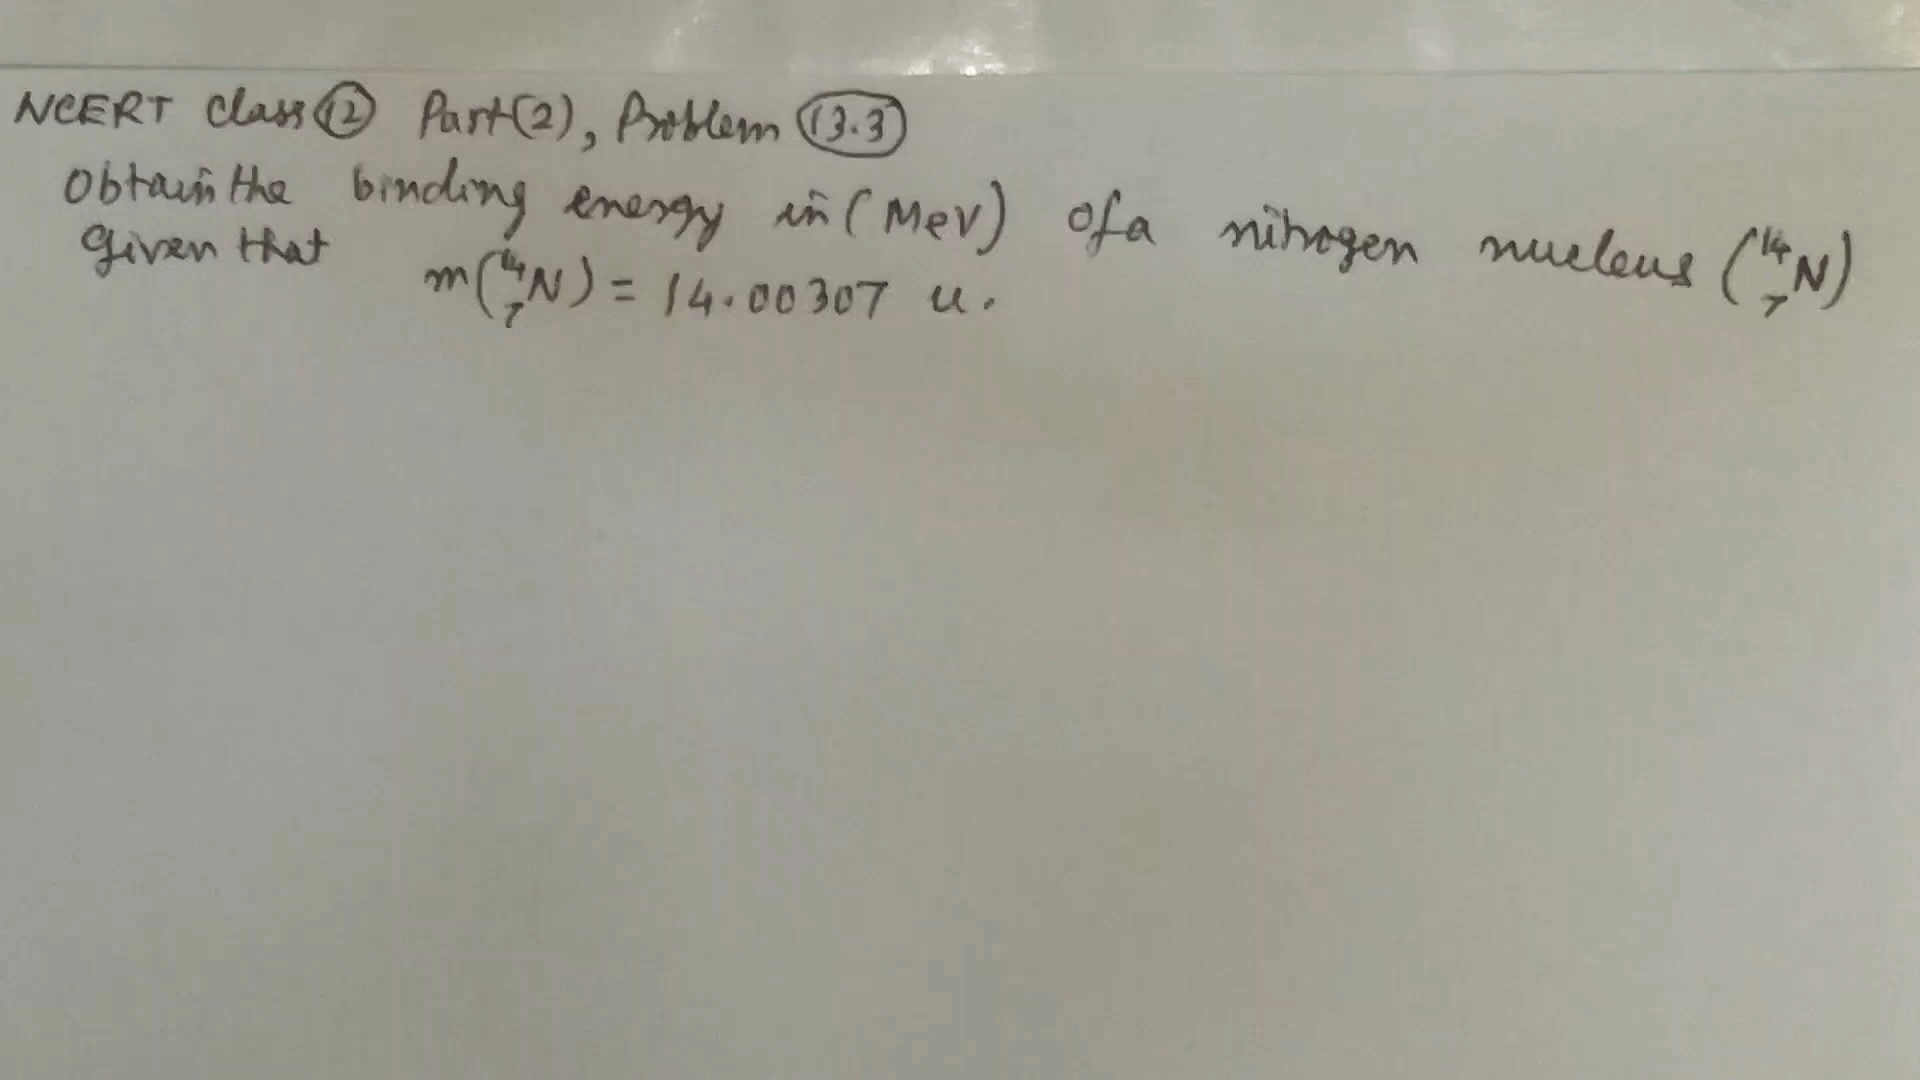 NCERT Class 12 Part(2), Problem 13.3
Obtain the binding energy in (MeV) of a nitrogen nucleus (¹⁴₇N)
Given that m(¹⁴₇N) = 14.00307 u.